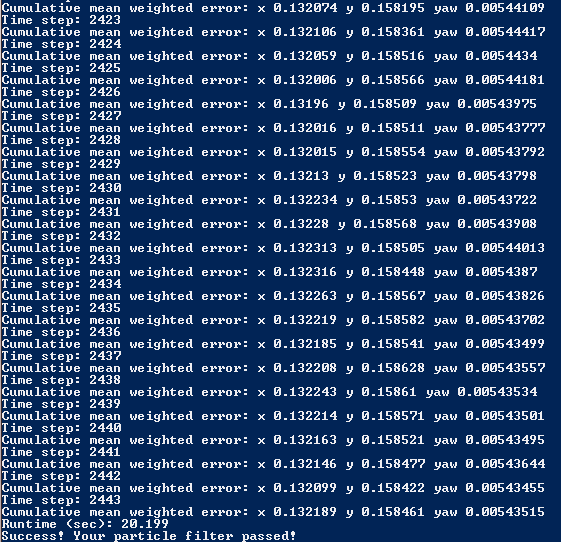 Cumulative mean weighted error: x 0.132074 y 0.158195 yaw 0.00544109
Time step: 2423
Cumulative mean weighted error: x 0.132106 y 0.158361 yaw 0.00544417
Time step: 2424
Cumulative mean weighted error: x 0.132059 y 0.158516 yaw 0.0054434
Time step: 2425
Cumulative mean weighted error: x 0.132006 y 0.158566 yaw 0.00544181
Time step: 2426
Cumulative mean weighted error: x 0.13196 y 0.158509 yaw 0.00543975
Time step: 2427
Cumulative mean weighted error: x 0.132016 y 0.158511 yaw 0.00543777
Time step: 2428
Cumulative mean weighted error: x 0.132015 y 0.158554 yaw 0.00543792
Time step: 2429
Cumulative mean weighted error: x 0.13213 y 0.158523 yaw 0.00543798
Time step: 2430
Cumulative mean weighted error: x 0.132234 y 0.15853 yaw 0.00543722
Time step: 2431
Cumulative mean weighted error: x 0.13228 y 0.158568 yaw 0.00543908
Time step: 2432
Cumulative mean weighted error: x 0.132313 y 0.158505 yaw 0.00544013
Time step: 2433
Cumulative mean weighted error: x 0.132316 y 0.158448 yaw 0.0054387
Time step: 2434
Cumulative mean weighted error: x 0.132263 y 0.158567 yaw 0.00543826
Time step: 2435
Cumulative mean weighted error: x 0.132219 y 0.158582 yaw 0.00543702
Time step: 2436
Cumulative mean weighted error: x 0.132185 y 0.158541 yaw 0.00543499
Time step: 2437
Cumulative mean weighted error: x 0.132208 y 0.158628 yaw 0.00543557
Time step: 2438
Cumulative mean weighted error: x 0.132243 y 0.15861 yaw 0.00543534
Time step: 2439
Cumulative mean weighted error: x 0.132214 y 0.158571 yaw 0.00543501
Time step: 2440
Cumulative mean weighted error: x 0.132163 y 0.158521 yaw 0.00543495
Time step: 2441
Cumulative mean weighted error: x 0.132146 y 0.158477 yaw 0.00543644
Time step: 2442
Cumulative mean weighted error: x 0.132099 y 0.158422 yaw 0.00543455
Time step: 2443
Cumulative mean weighted error: x 0.132189 y 0.158461 yaw 0.00543515
Runtime (sec): 20.199
Success! Your particle filter passed!